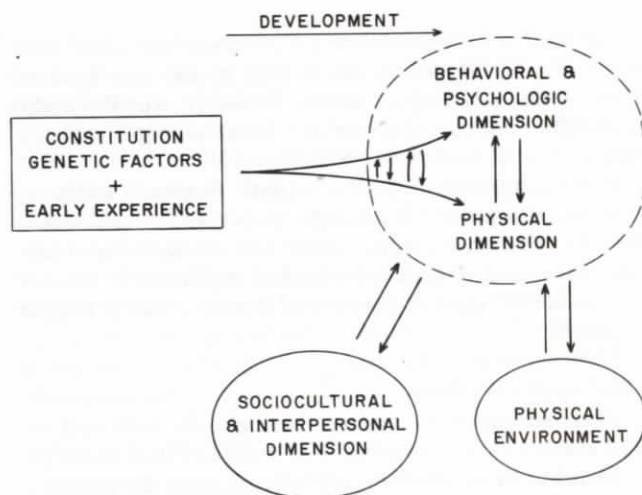 DEVELOPMENT
BEHAVIORAL &
PSYCHOLOGIC
DIMENSION
CONSTITUTION
GENETIC FACTORS
+
EARLY EXPERIENCE
PHYSICAL
DIMENSION
SOCIOCULTURAL
& INTERPERSONAL
DIMENSION
PHYSICAL
ENVIRONMENT